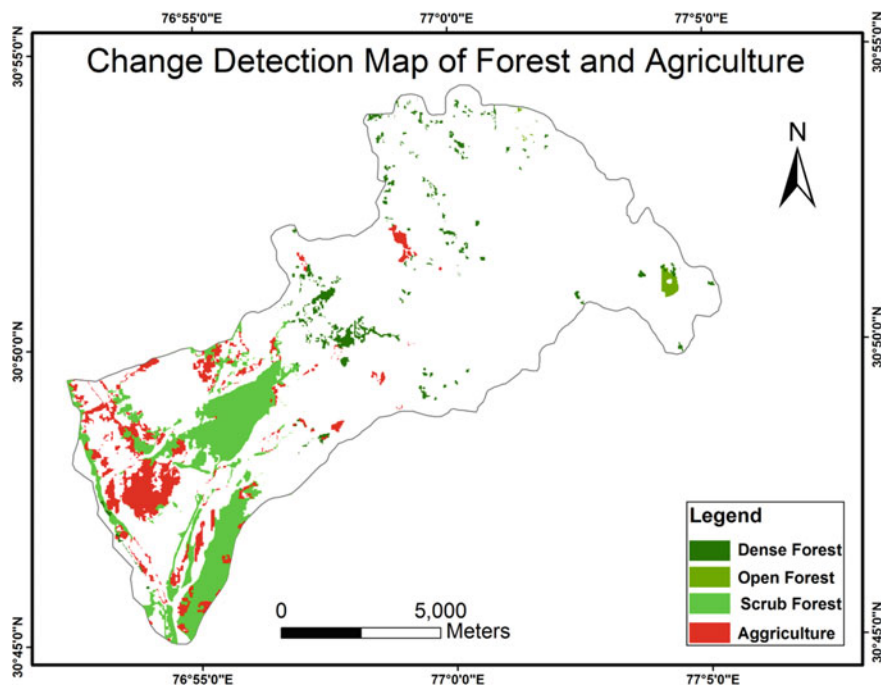 76°55'0"E
77°0'0"E
77°5'0"E
30°55'0"N
30°55'0"N
Change Detection Map of Forest and Agriculture
N
30°50'0"N
30°50'0"N
Legend
Dense Forest
Open Forest
Scrub Forest
Aggriculture
0
5,000
Meters
30°45'0"N
30°45'0"N
76°55'0"E
77°0'0"E
77°5'0"E